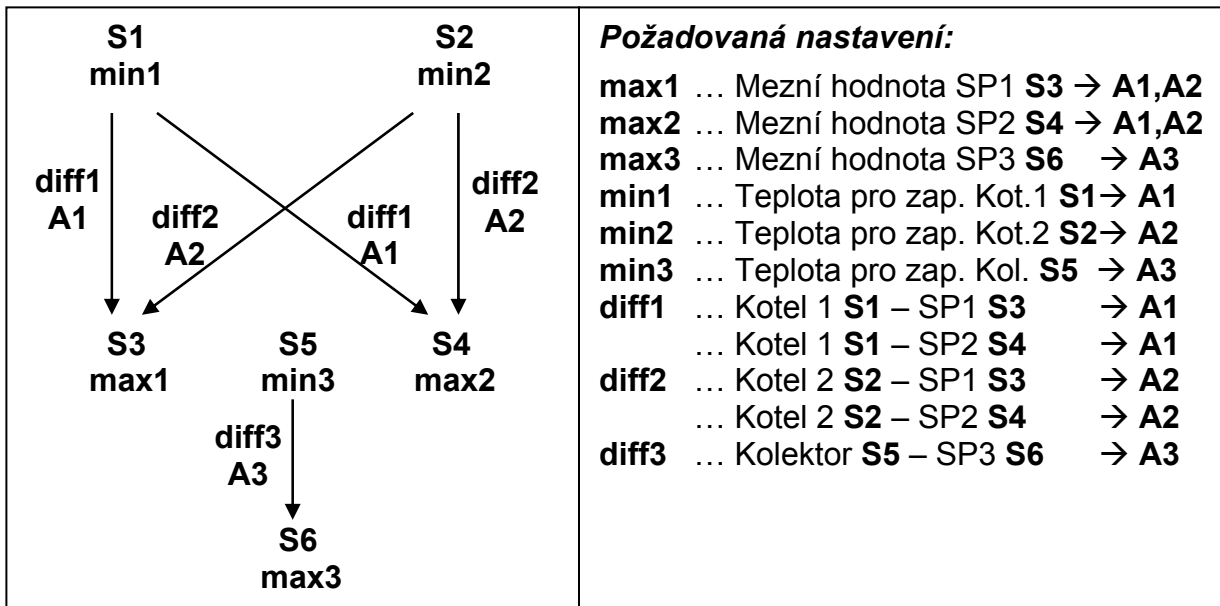 S1
min1
S2
min2
diff1
A1
diff2
A2
diff1
A1
diff2
A2
S3
max1
S5
min3
S4
max2
diff3
A3
S6
max3
Požadovaná nastavení:
max1 … Mezní hodnota SP1 S3 → A1,A2
max2 … Mezní hodnota SP2 S4 → A1,A2
max3 … Mezní hodnota SP3 S6 → A3
min1 … Teplota pro zap. Kot.1 S1→ A1
min2 … Teplota pro zap. Kot.2 S2→ A2
min3 … Teplota pro zap. Kol. S5 → A3
diff1 … Kotel 1 S1 – SP1 S3 → A1
… Kotel 1 S1 – SP2 S4 → A1
diff2 … Kotel 2 S2 – SP1 S3 → A2
… Kotel 2 S2 – SP2 S4 → A2
diff3 … Kolektor S5 – SP3 S6 → A3